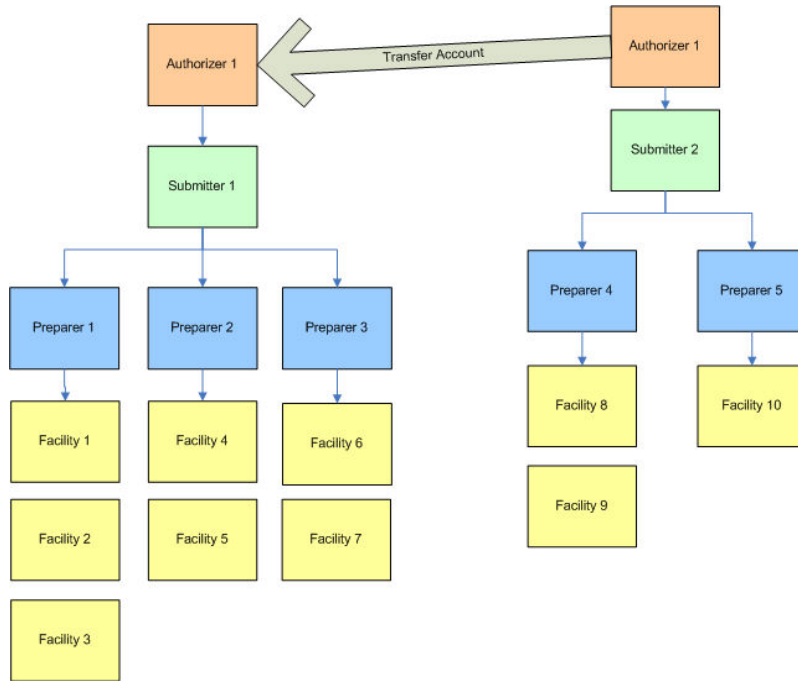 Authorizer 1
Transfer Account
Authorizer 1
Submitter 1
Submitter 2
Preparer 1
Preparer 2
Preparer 3
Preparer 4
Preparer 5
Facility 1
Facility 4
Facility 6
Facility 8
Facility 10
Facility 2
Facility 5
Facility 7
Facility 9
Facility 3